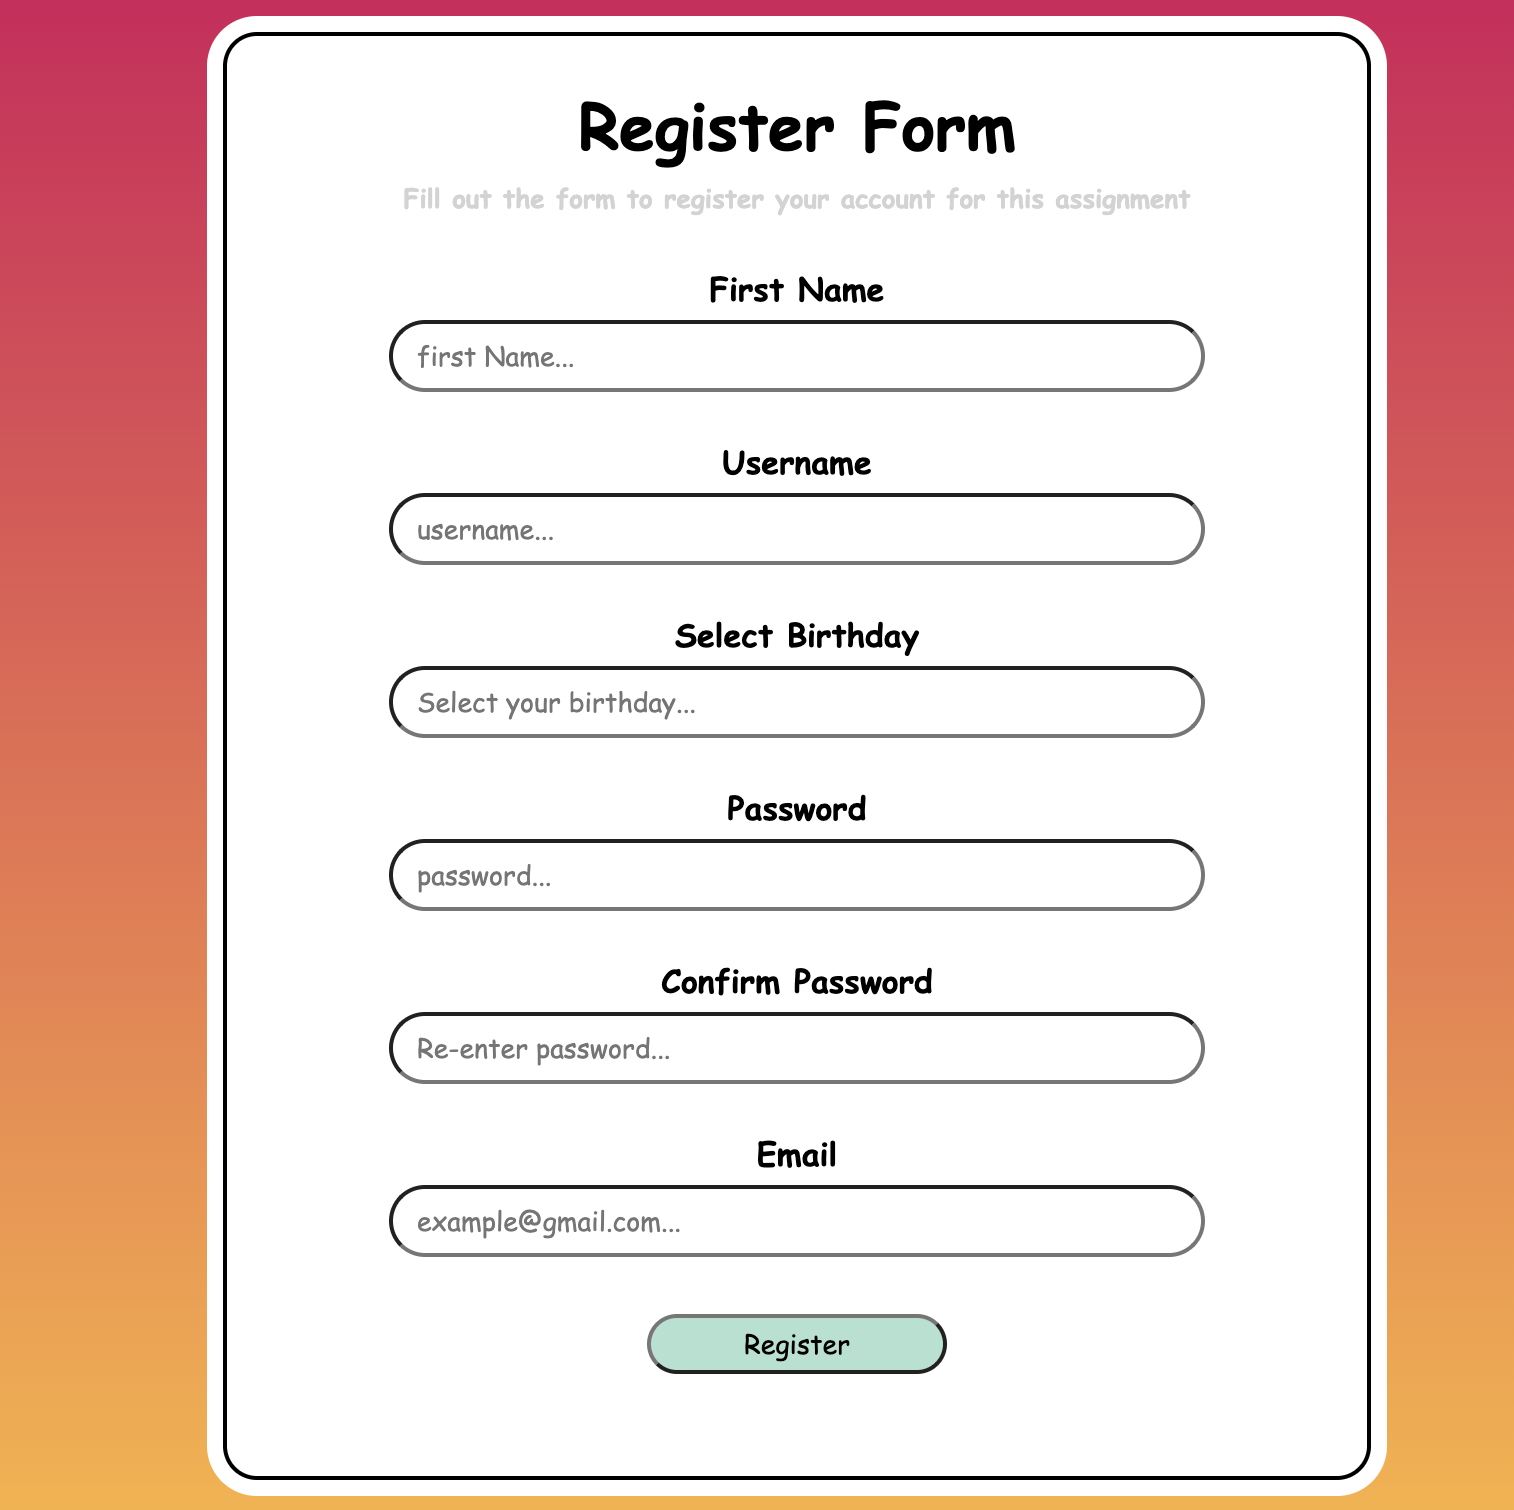 Register Form
Fill out the form to register your account for this assignment
First Name
first Name...
Username
username...
Select Birthday
Select your birthday...
Password
password...
Confirm Password
Re-enter password...
Email
example@gmail.com...
Register